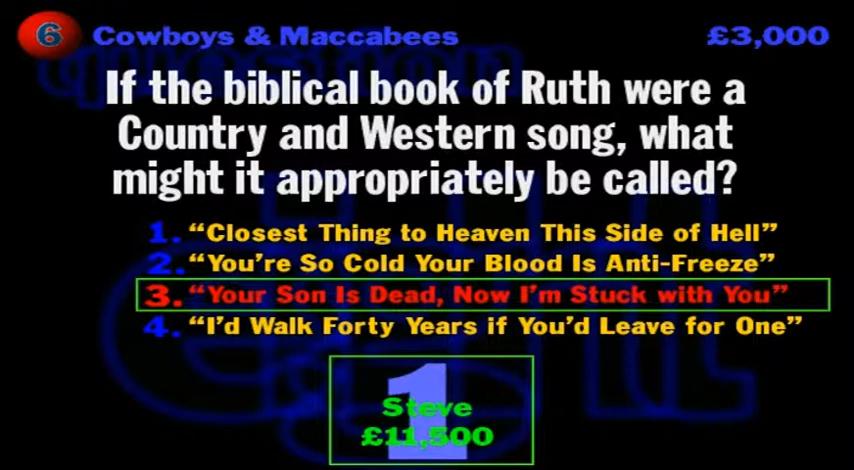 6 Cowboys & Maccabees £3,000
If the biblical book of Ruth were a
Country and Western song, what
might it appropriately be called?
1. “Closest Thing to Heaven This Side of Hell”
2. “You’re So Cold Your Blood Is Anti-Freeze”
3. “Your Son Is Dead, Now I’m Stuck with You”
4. “I’d Walk Forty Years if You’d Leave for One”
1
Steve
£11,500